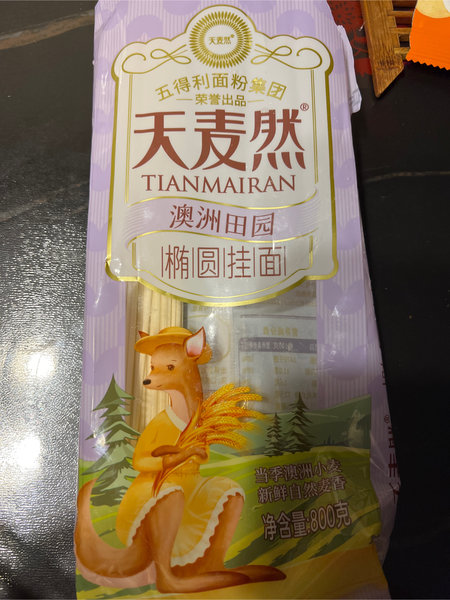 天麦然
五得利面粉集团
荣誉出品
天麦然®
TIANMAIRAN
澳洲田园
椭圆挂面
当季澳洲小麦
新鲜自然麦香
净含量:800克